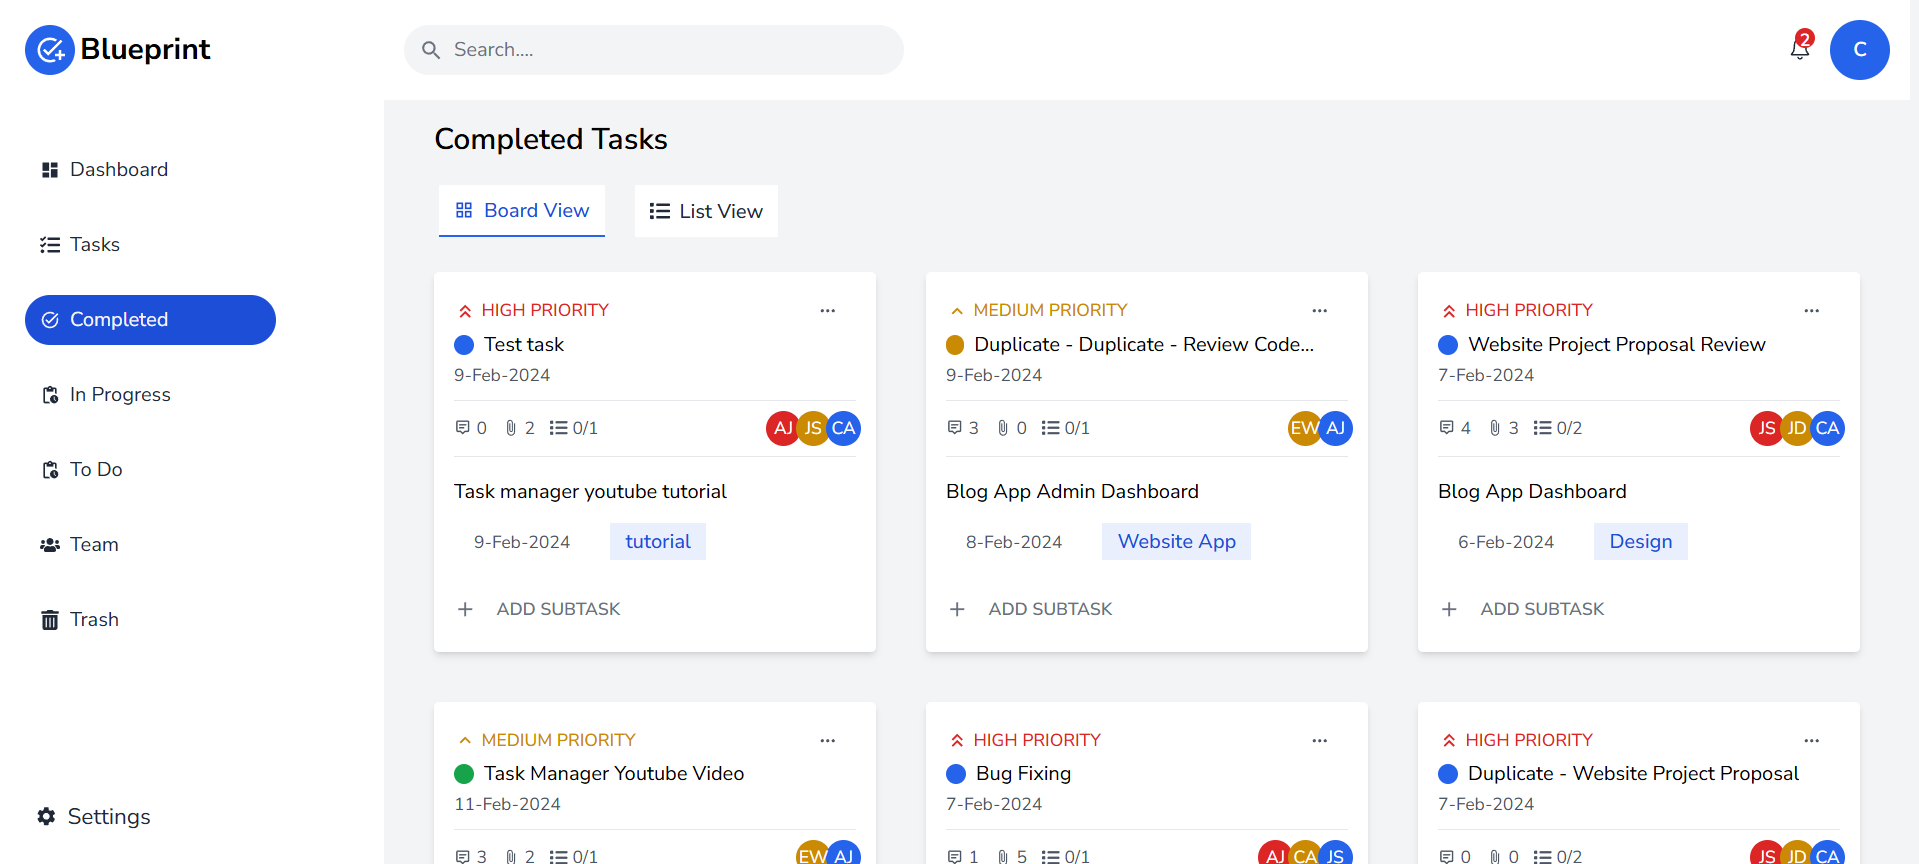 Blueprint
Search....
2
C
Dashboard
Tasks
Completed
In Progress
To Do
Team
Trash
Settings
Completed Tasks
Board View
List View
HIGH PRIORITY
...
Test task
9-Feb-2024
0 2 0/1
AJ JS CA
Task manager youtube tutorial
9-Feb-2024 tutorial
+ ADD SUBTASK
MEDIUM PRIORITY
...
Duplicate - Duplicate - Review Code...
9-Feb-2024
3 0 0/1
EW AJ
Blog App Admin Dashboard
8-Feb-2024 Website App
+ ADD SUBTASK
HIGH PRIORITY
...
Website Project Proposal Review
7-Feb-2024
4 3 0/2
JS JD CA
Blog App Dashboard
6-Feb-2024 Design
+ ADD SUBTASK
MEDIUM PRIORITY
...
Task Manager Youtube Video
11-Feb-2024
3 2 0/1
EW AJ
HIGH PRIORITY
...
Bug Fixing
7-Feb-2024
1 5 0/1
AJ CA JS
HIGH PRIORITY
...
Duplicate - Website Project Proposal
7-Feb-2024
0 0 0/2
JS JD CA